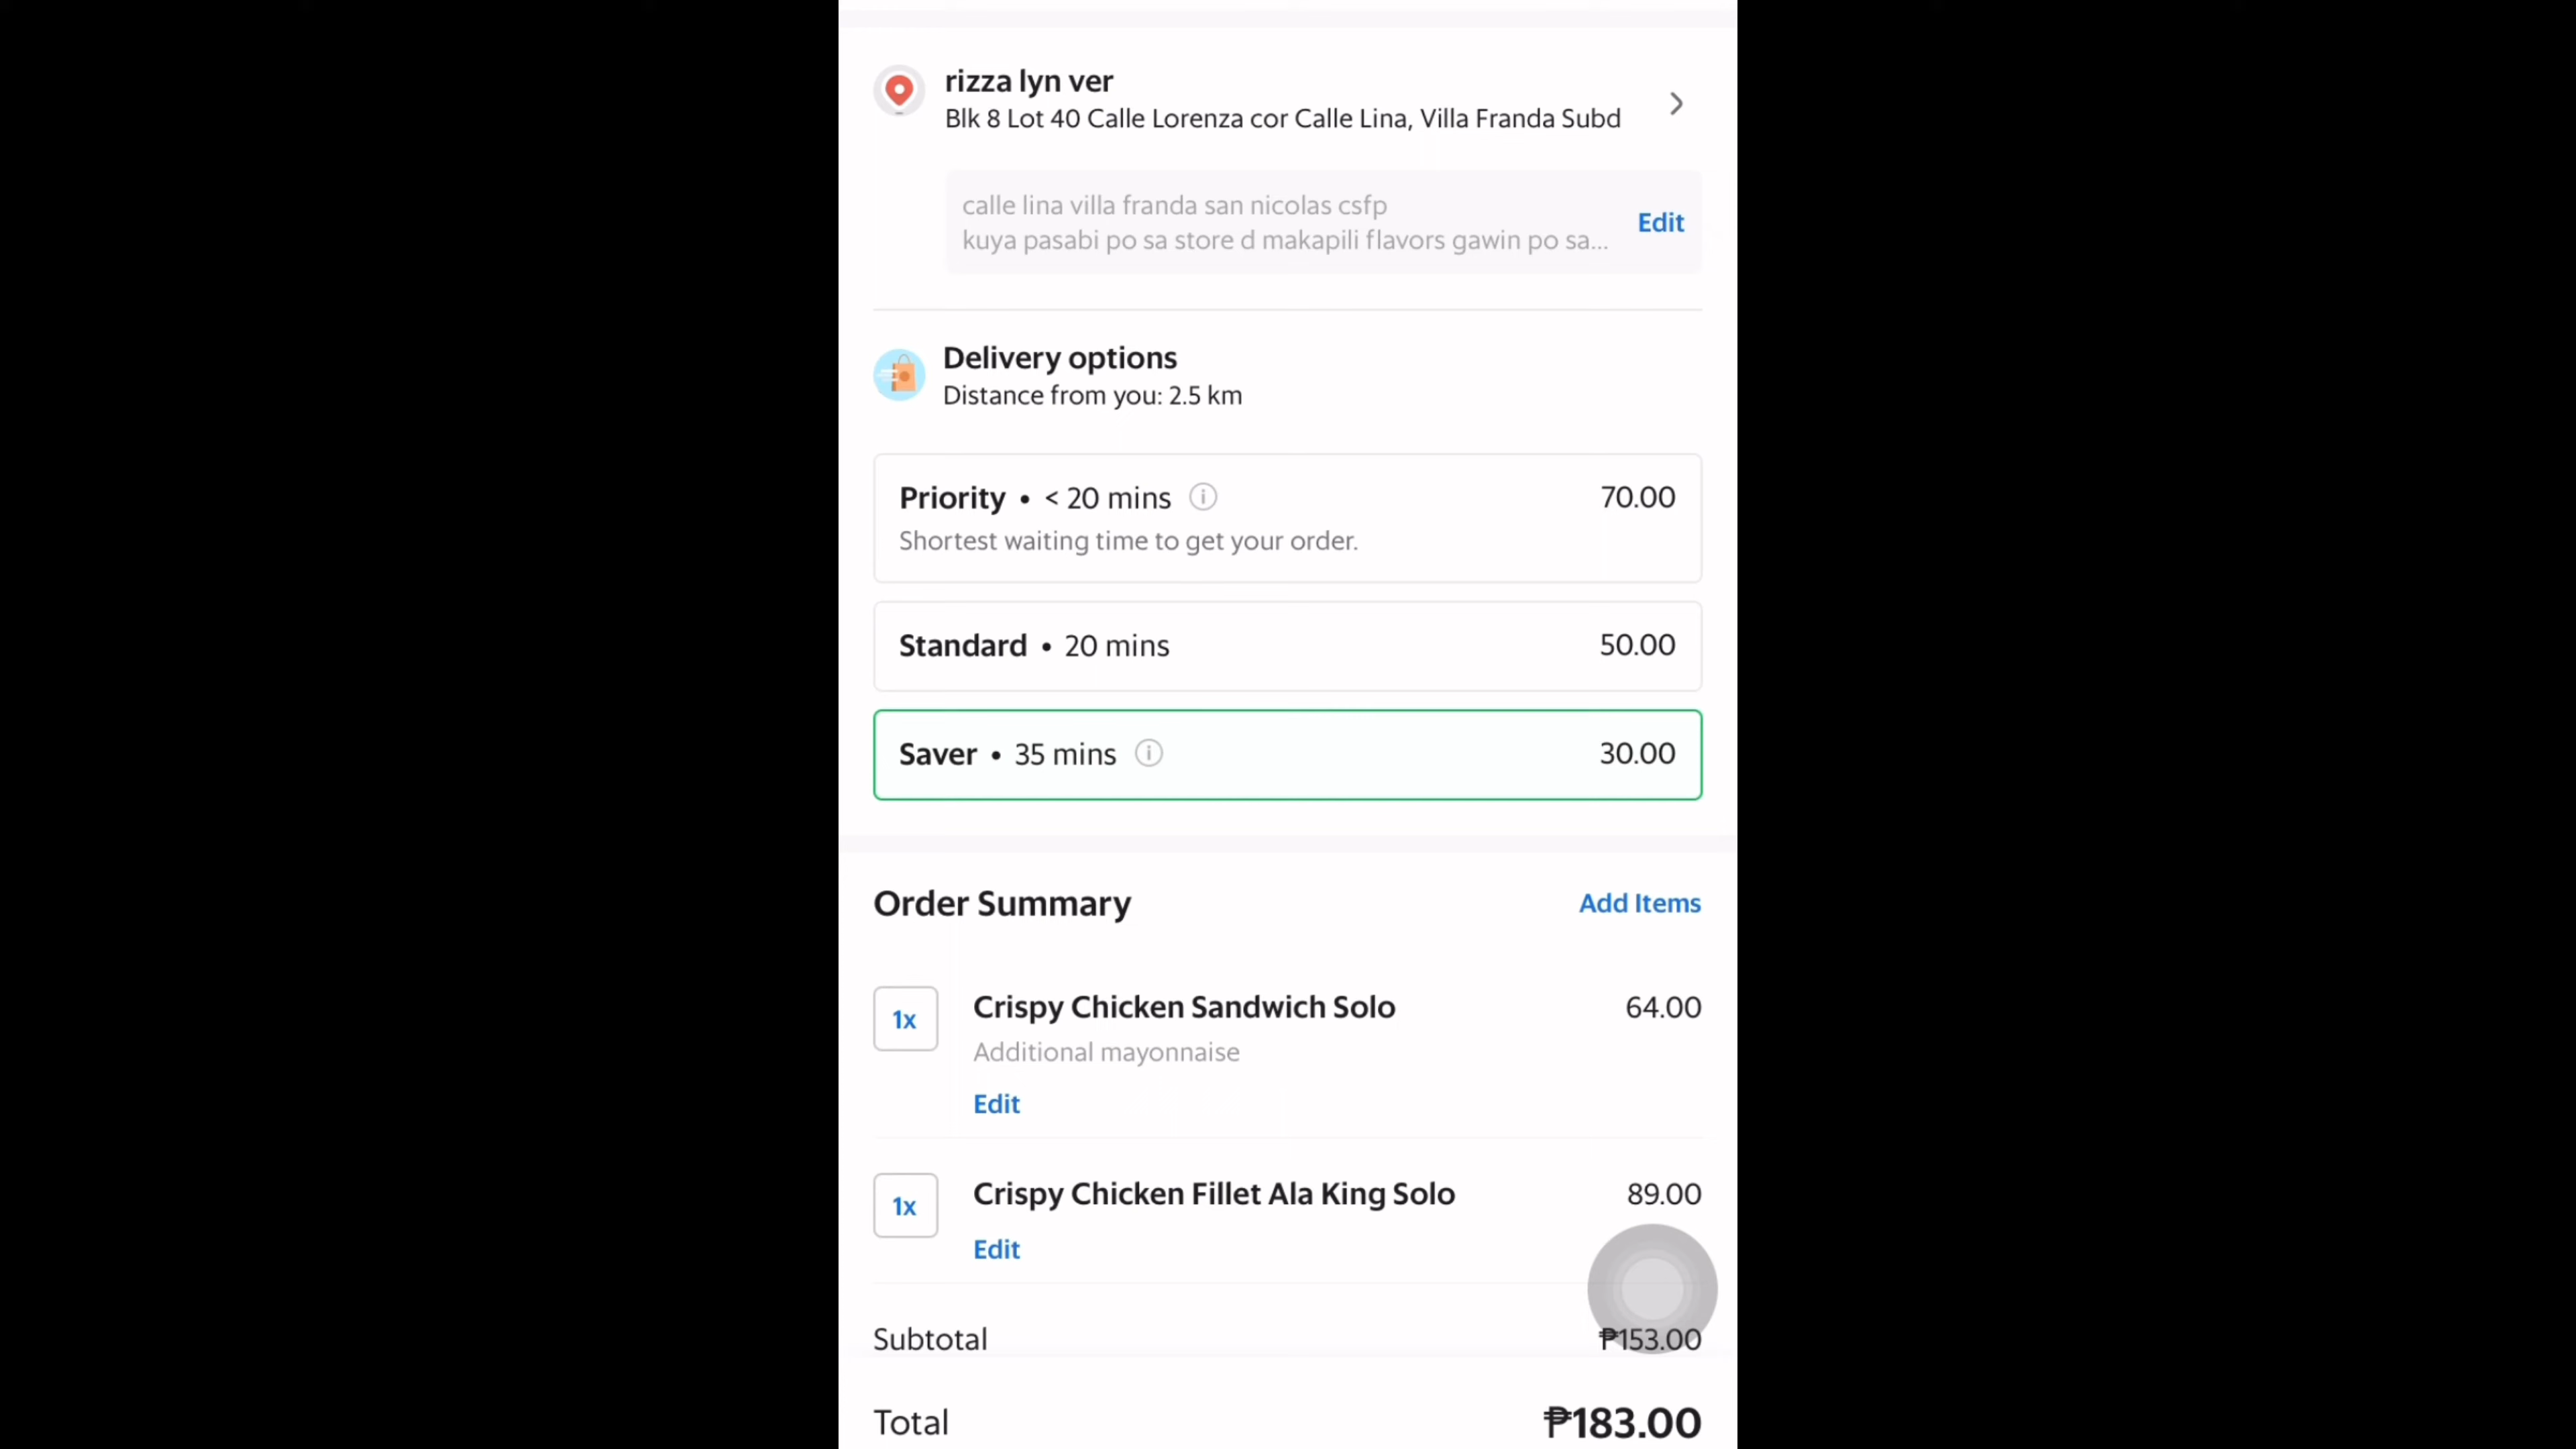 rizza lyn ver
Blk 8 Lot 40 Calle Lorenza cor Calle Lina, Villa Franda Subd
calle lina villa franda san nicolas csfp
kuya pasabi po sa store d makapili flavors gawin po sa...
Edit
Delivery options
Distance from you: 2.5 km
Priority • < 20 mins 70.00
Shortest waiting time to get your order.
Standard • 20 mins 50.00
Saver • 35 mins 30.00
Order Summary Add Items
1x Crispy Chicken Sandwich Solo 64.00
Additional mayonnaise
Edit
1x Crispy Chicken Fillet Ala King Solo 89.00
Edit
Subtotal ₱153.00
Total ₱183.00